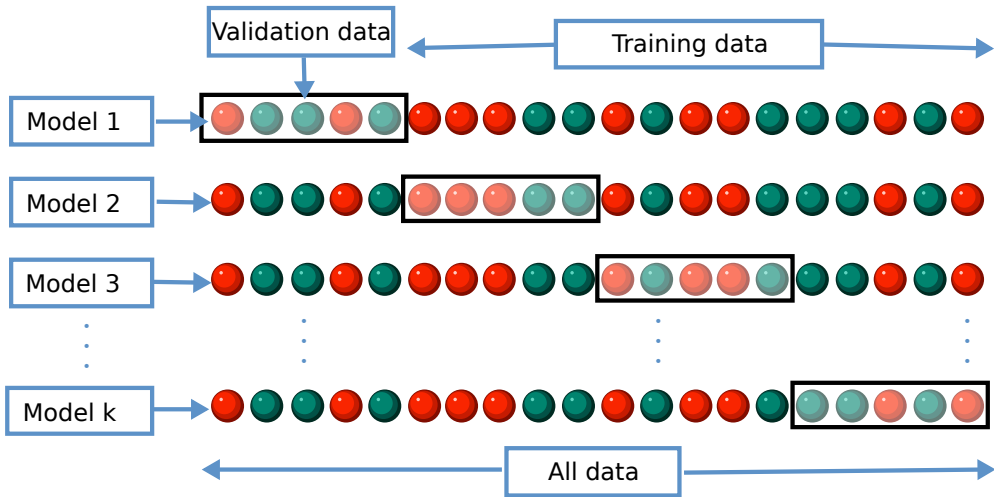 Validation data
Training data
Model 1
Model 2
Model 3
Model k
All data